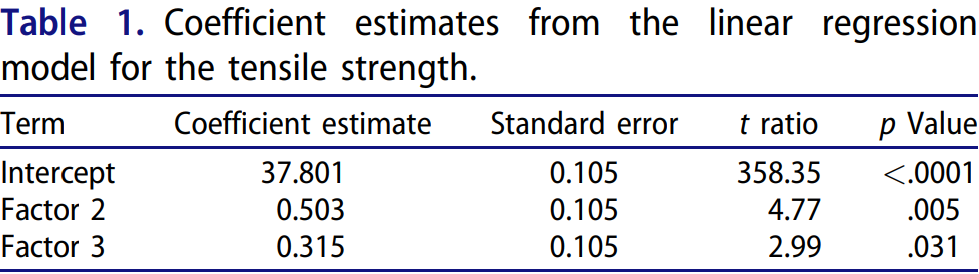 Table 1. Coefficient estimates from the linear regression
model for the tensile strength.
Term Coefficient estimate Standard error t ratio p Value
Intercept 37.801 0.105 358.35 <.0001
Factor 2 0.503 0.105 4.77 .005
Factor 3 0.315 0.105 2.99 .031